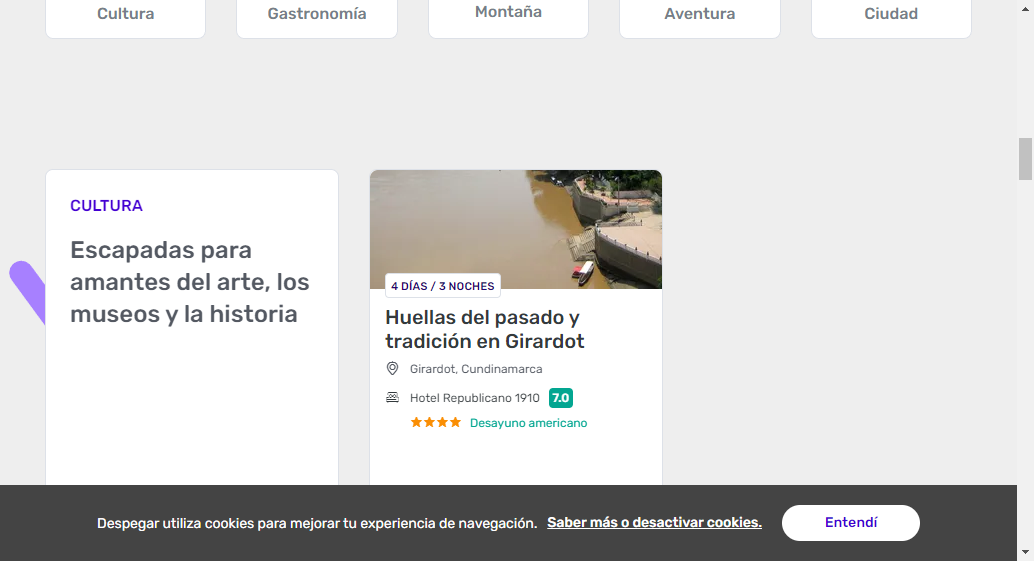 Cultura
Gastronomía
Montaña
Aventura
Ciudad
CULTURA
Escapadas para
amantes del arte, los
museos y la historia
4 DÍAS / 3 NOCHES
Huellas del pasado y
tradición en Girardot
Girardot, Cundinamarca
Hotel Republicano 1910 7.0
Desayuno americano
Despegar utiliza cookies para mejorar tu experiencia de navegación. Saber más o desactivar cookies. Entendí